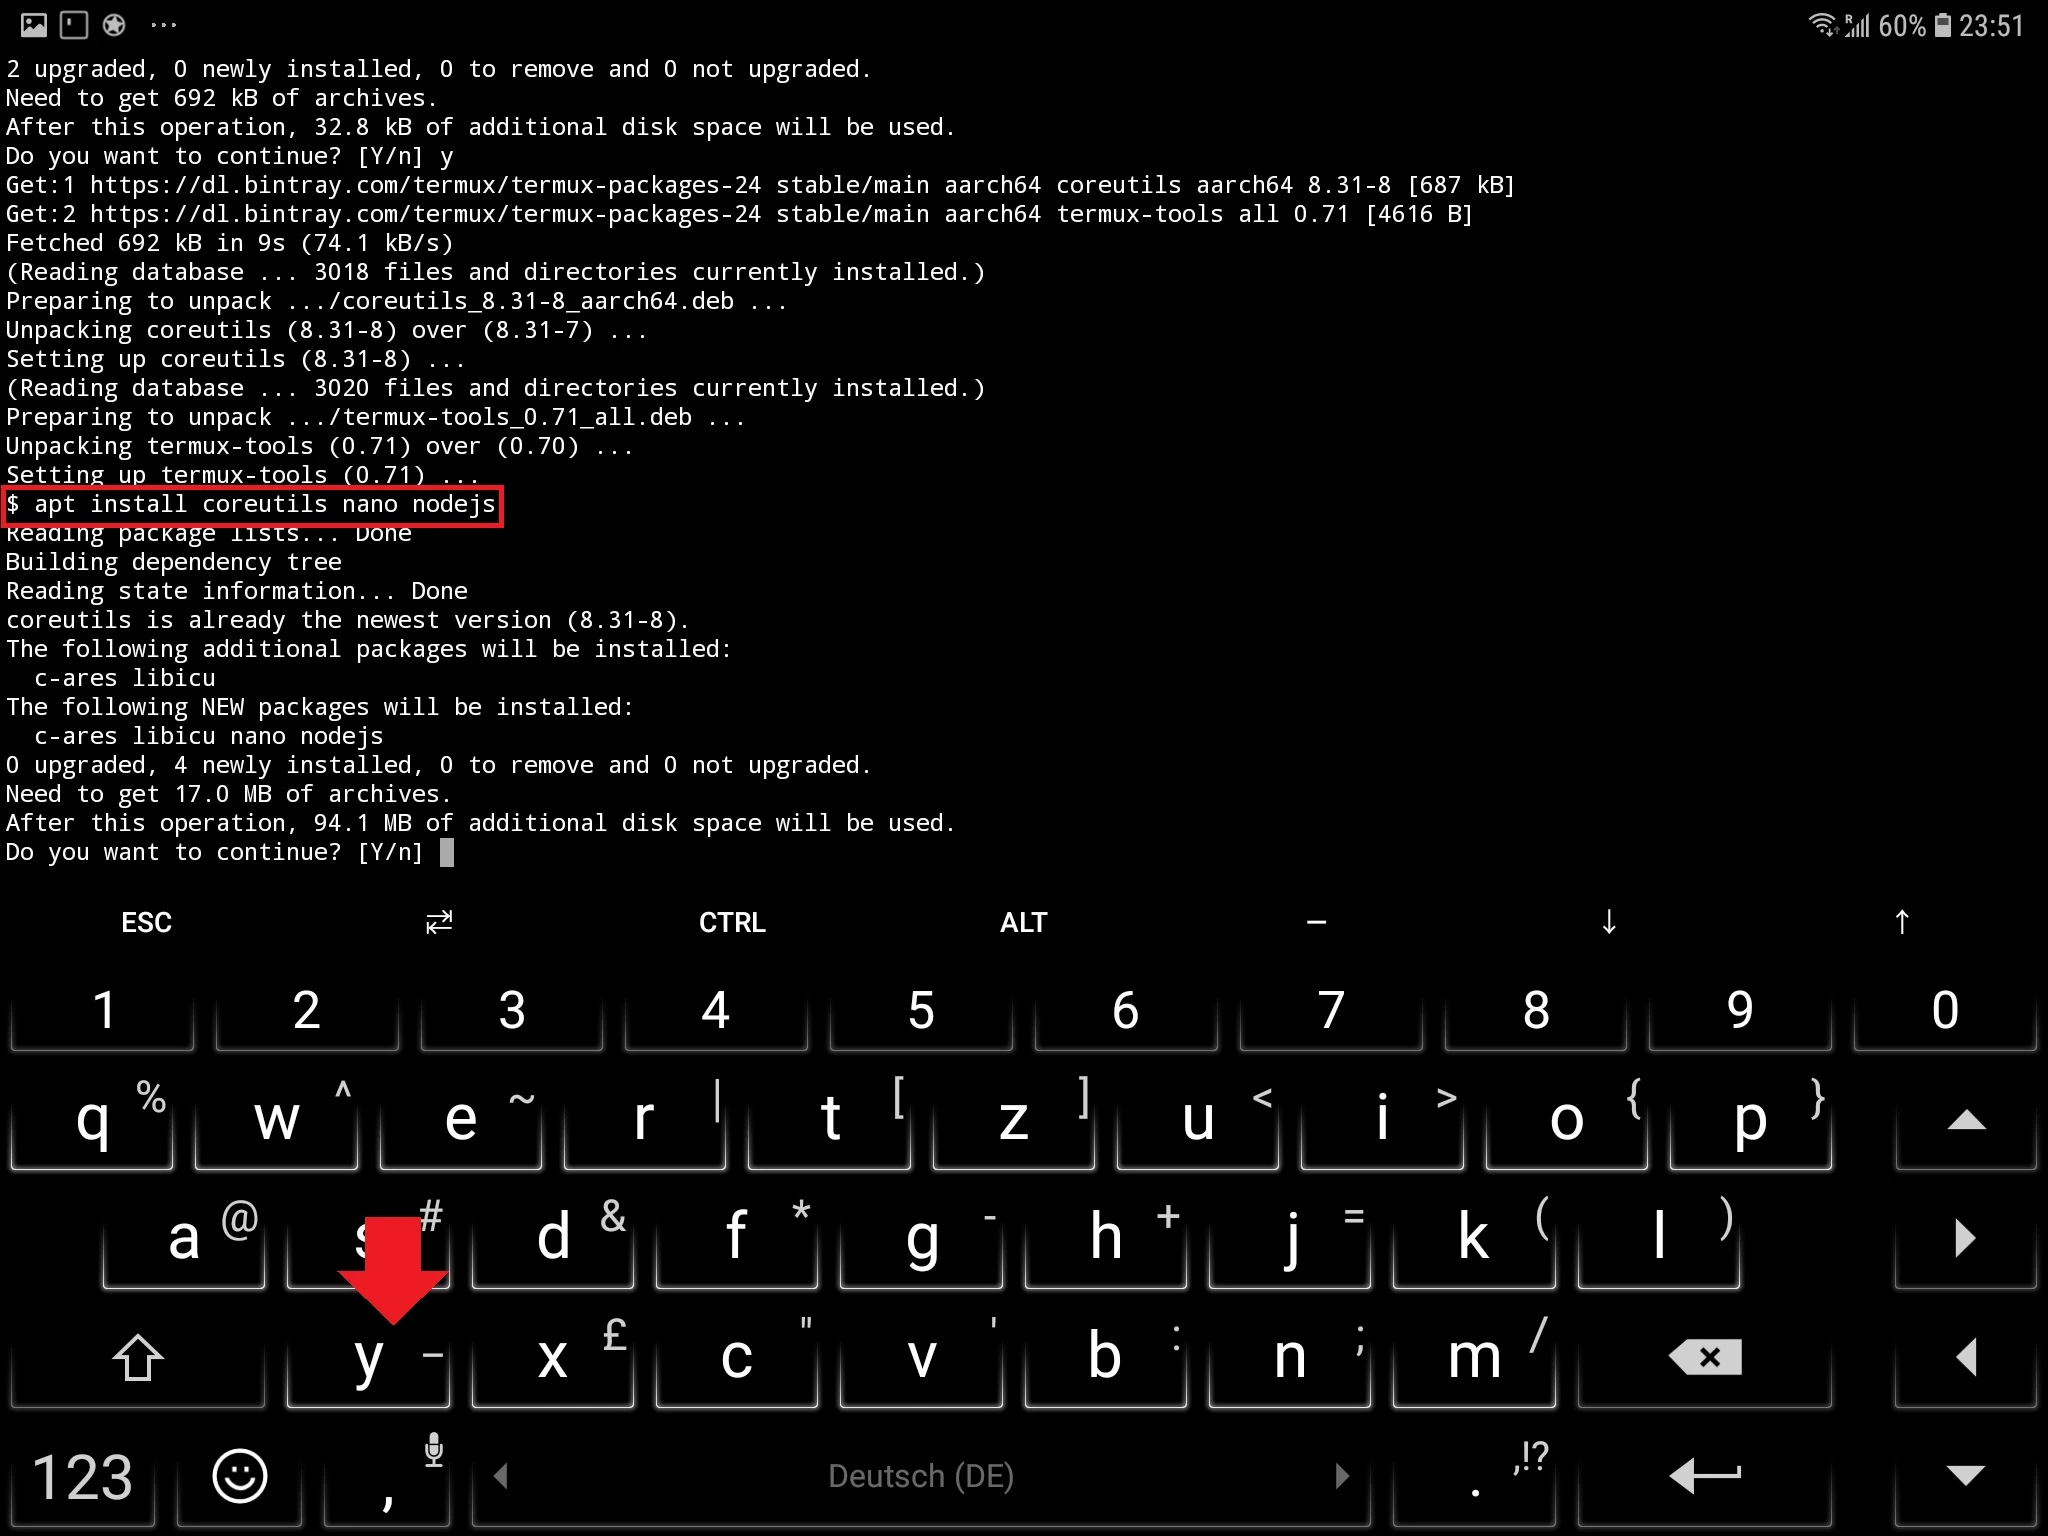 60% 23:51
2 upgraded, 0 newly installed, 0 to remove and 0 not upgraded.
Need to get 692 kB of archives.
After this operation, 32.8 kB of additional disk space will be used.
Do you want to continue? [Y/n] y
Get:1 https://dl.bintray.com/termux/termux-packages-24 stable/main aarch64 coreutils aarch64 8.31-8 [687 kB]
Get:2 https://dl.bintray.com/termux/termux-packages-24 stable/main aarch64 termux-tools all 0.71 [4616 B]
Fetched 692 kB in 9s (74.1 kB/s)
(Reading database ... 3018 files and directories currently installed.)
Preparing to unpack .../coreutils_8.31-8_aarch64.deb ...
Unpacking coreutils (8.31-8) over (8.31-7) ...
Setting up coreutils (8.31-8) ...
(Reading database ... 3020 files and directories currently installed.)
Preparing to unpack .../termux-tools_0.71_all.deb ...
Unpacking termux-tools (0.71) over (0.70) ...
Setting up termux-tools (0.71) ...
$ apt install coreutils nano nodejs
Reading package lists... Done
Building dependency tree
Reading state information... Done
coreutils is already the newest version (8.31-8).
The following additional packages will be installed:
  c-ares libicu
The following NEW packages will be installed:
  c-ares libicu nano nodejs
0 upgraded, 4 newly installed, 0 to remove and 0 not upgraded.
Need to get 17.0 MB of archives.
After this operation, 94.1 MB of additional disk space will be used.
Do you want to continue? [Y/n]
ESC ⇄ CTRL ALT – ↓ ↑
1 2 3 4 5 6 7 8 9 0
q % w ^ e ~ r | t [ z ] u < i > o { p }
a @ s # d & f * g - h + j = k ( l )
y _ x £ c " v ' b : n ; m /
123 , Deutsch (DE) . ,!?